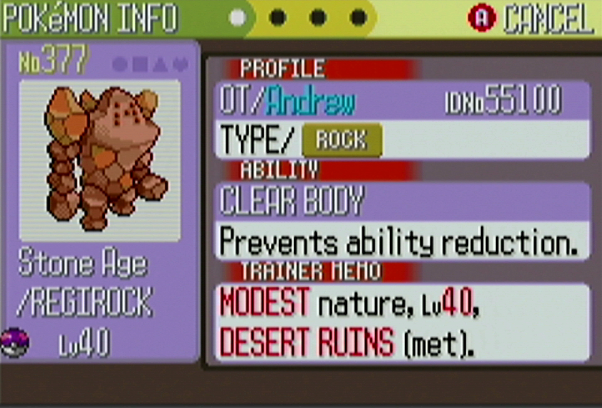 POKéMON INFO
A CANCEL
No377
PROFILE
OT/Andrew IDNo55100
TYPE/ ROCK
ABILITY
CLEAR BODY
Prevents ability reduction.
TRAINER MEMO
MODEST nature, Lv40,
DESERT RUINS (met).
Stone Age
/REGIROCK
Lv40